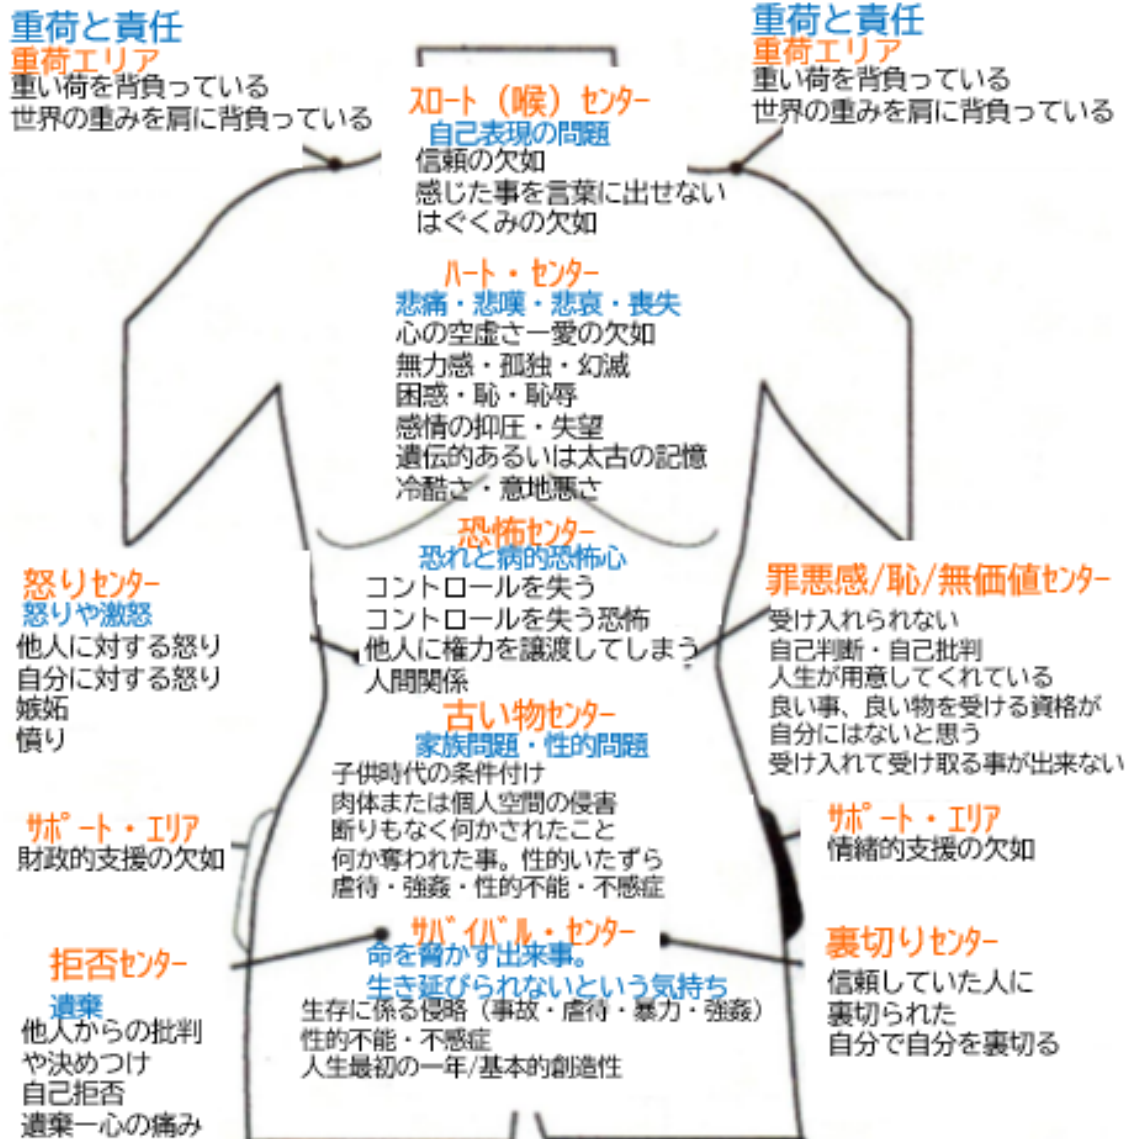 重荷と責任
重荷エリア
重い荷を背負っている
世界の重みを肩に背負っている
重荷と責任
重荷エリア
重い荷を背負っている
世界の重みを肩に背負っている
ｽﾛｰﾄ（喉）ｾﾝﾀｰ
自己表現の問題
信頼の欠如
感じた事を言葉に出せない
はぐくみの欠如
ﾊｰﾄ・ｾﾝﾀｰ
悲痛・悲嘆・悲哀・喪失
心の空虚さー愛の欠如
無力感・孤独・幻滅
困惑・恥・恥辱
感情の抑圧・失望
遺伝的あるいは太古の記憶
冷酷さ・意地悪さ
恐怖ｾﾝﾀｰ
恐れと病的恐怖心
コントロールを失う
コントロールを失う恐怖
他人に権力を譲渡してしまう
人間関係
怒りｾﾝﾀｰ
怒りや激怒
他人に対する怒り
自分に対する怒り
嫉妬
憤り
罪悪感/恥/無価値ｾﾝﾀｰ
受け入れられない
自己判断・自己批判
人生が用意してくれている
良い事、良い物を受ける資格が
自分にはないと思う
受け入れて受け取る事が出来ない
古い物ｾﾝﾀｰ
家族問題・性的問題
子供時代の条件付け
肉体または個人空間の侵害
断りもなく何かされたこと
何か奪われた事。性的いたずら
虐待・強姦・性的不能・不感症
ｻﾎﾟｰﾄ・ｴﾘｱ
財政的支援の欠如
ｻﾎﾟｰﾄ・ｴﾘｱ
情緒的支援の欠如
ｻﾊﾞｲﾊﾞﾙ・ｾﾝﾀｰ
命を脅かす出来事。
生き延びられないという気持ち
生存に係る侵略（事故・虐待・暴力・強姦）
性的不能・不感症
人生最初の一年/基本的創造性
拒否ｾﾝﾀｰ
遺棄
他人からの批判
や決めつけ
自己拒否
遺棄ー心の痛み
裏切りｾﾝﾀｰ
信頼していた人に
裏切られた
自分で自分を裏切る